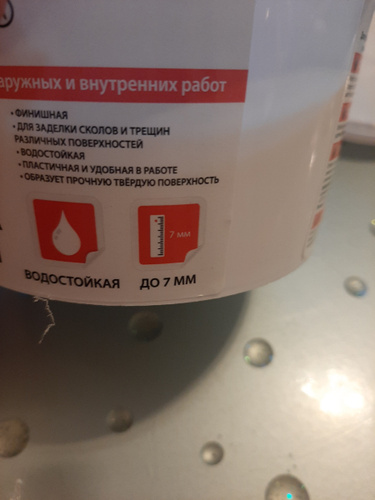 аружных и внутренних работ
• ФИНИШНАЯ
• ДЛЯ ЗАДЕЛКИ СКОЛОВ И ТРЕЩИН
РАЗЛИЧНЫХ ПОВЕРХНОСТЕЙ
• ВОДОСТОЙКАЯ
• ПЛАСТИЧНАЯ И УДОБНАЯ В РАБОТЕ
• ОБРАЗУЕТ ПРОЧНУЮ ТВЁРДУЮ ПОВЕРХНОСТЬ
7 мм
ВОДОСТОЙКАЯ ДО 7 ММ